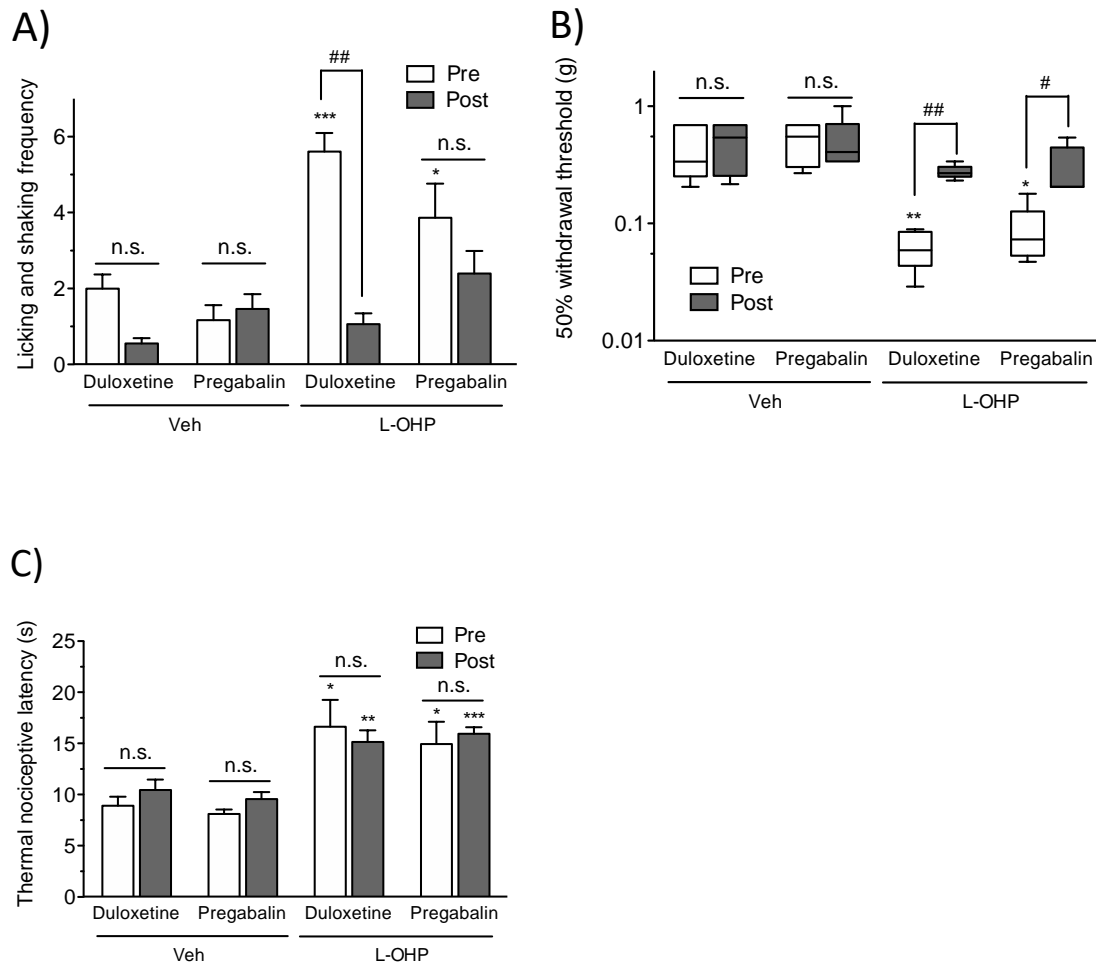 A)
##
Pre
Post
***
n.s.
*
n.s.
n.s.
Licking and shaking frequency
6
4
2
0
Duloxetine Pregabalin Duloxetine Pregabalin
Veh L-OHP
B)
n.s. n.s. ## #
50% withdrawal threshold (g)
1
0.1
0.01
*
**
Pre
Post
Duloxetine Pregabalin Duloxetine Pregabalin
Veh L-OHP
C)
Thermal nociceptive latency (s)
25
20
15
10
5
0
Pre
Post
n.s. n.s.
* ** * ***
n.s. n.s.
Duloxetine Pregabalin Duloxetine Pregabalin
Veh L-OHP